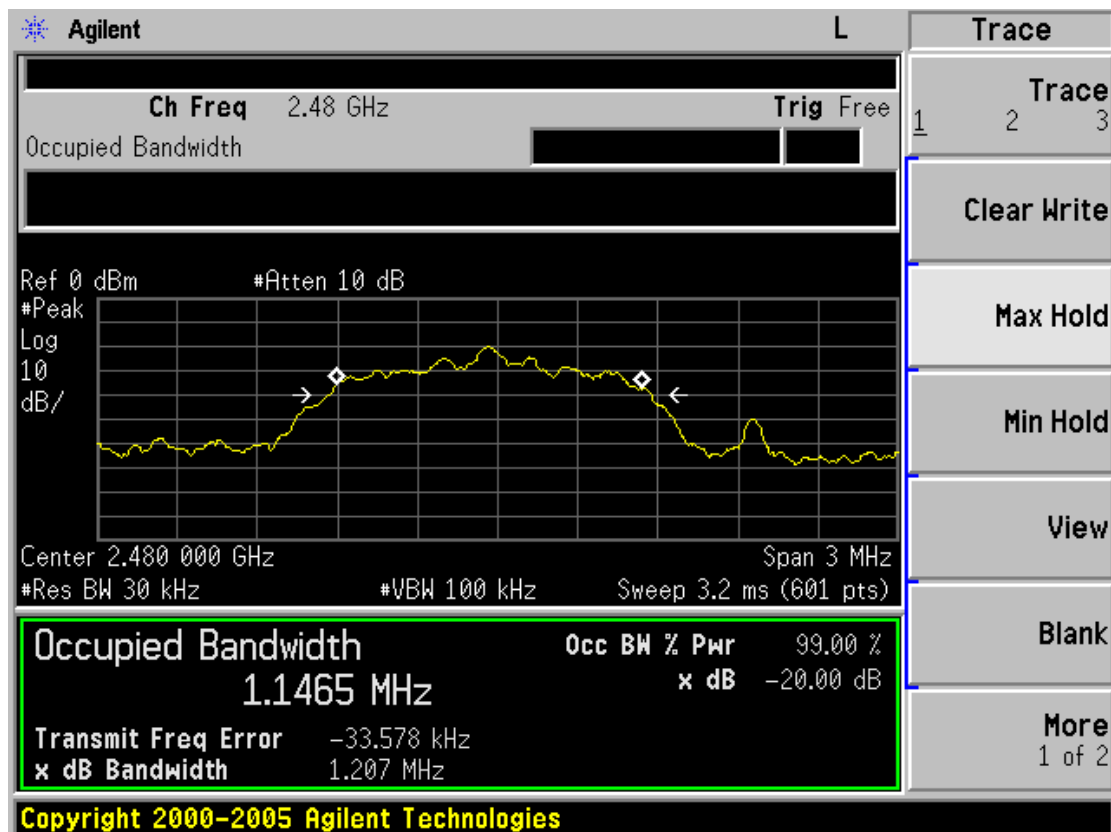 Agilent L
Trace
Ch Freq 2.48 GHz Trig Free
Occupied Bandwidth
Trace
1 2 3
Clear Write
Max Hold
Min Hold
View
Blank
More
1 of 2
Ref 0 dBm #Atten 10 dB
#Peak
Log
10
dB/
Center 2.480 000 GHz Span 3 MHz
#Res BW 30 kHz #VBW 100 kHz Sweep 3.2 ms (601 pts)
Occupied Bandwidth
1.1465 MHz
Occ BW % Pwr 99.00 %
x dB -20.00 dB
Transmit Freq Error -33.578 kHz
x dB Bandwidth 1.207 MHz
Copyright 2000-2005 Agilent Technologies